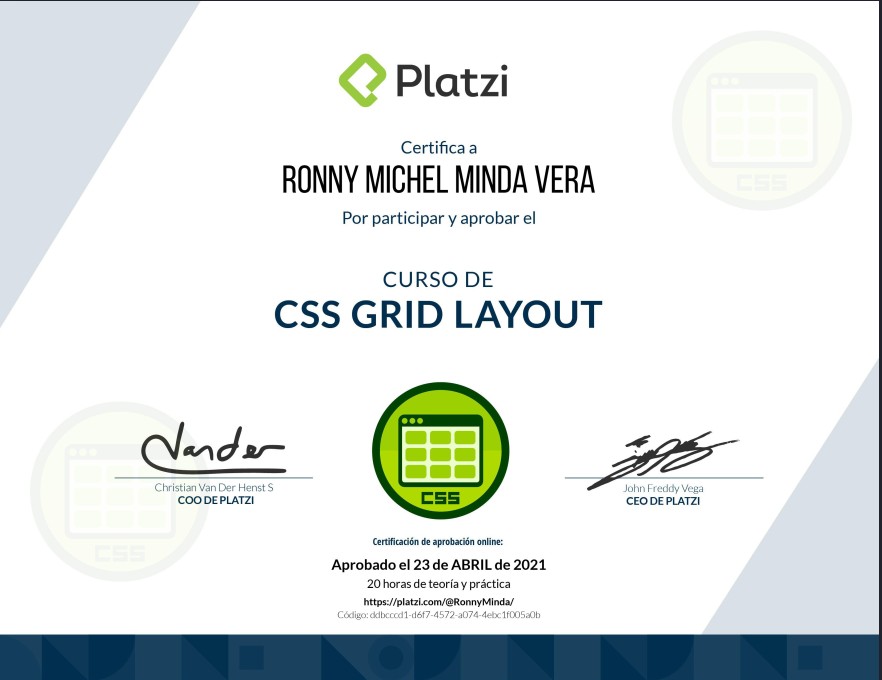 Platzi
Certifica a
RONNY MICHEL MINDA VERA
Por participar y aprobar el
CURSO DE
CSS GRID LAYOUT
CSS
Vander
Christian Van Der Henst S
COO DE PLATZI
CSS
John Freddy Vega
CEO DE PLATZI
CSS
Certificación de aprobación online:
Aprobado el 23 de ABRIL de 2021
20 horas de teoría y práctica
https://platzi.com/@RonnyMinda/
Código: ddbcccd1-d6f7-4572-a074-4ebc1f005a0b